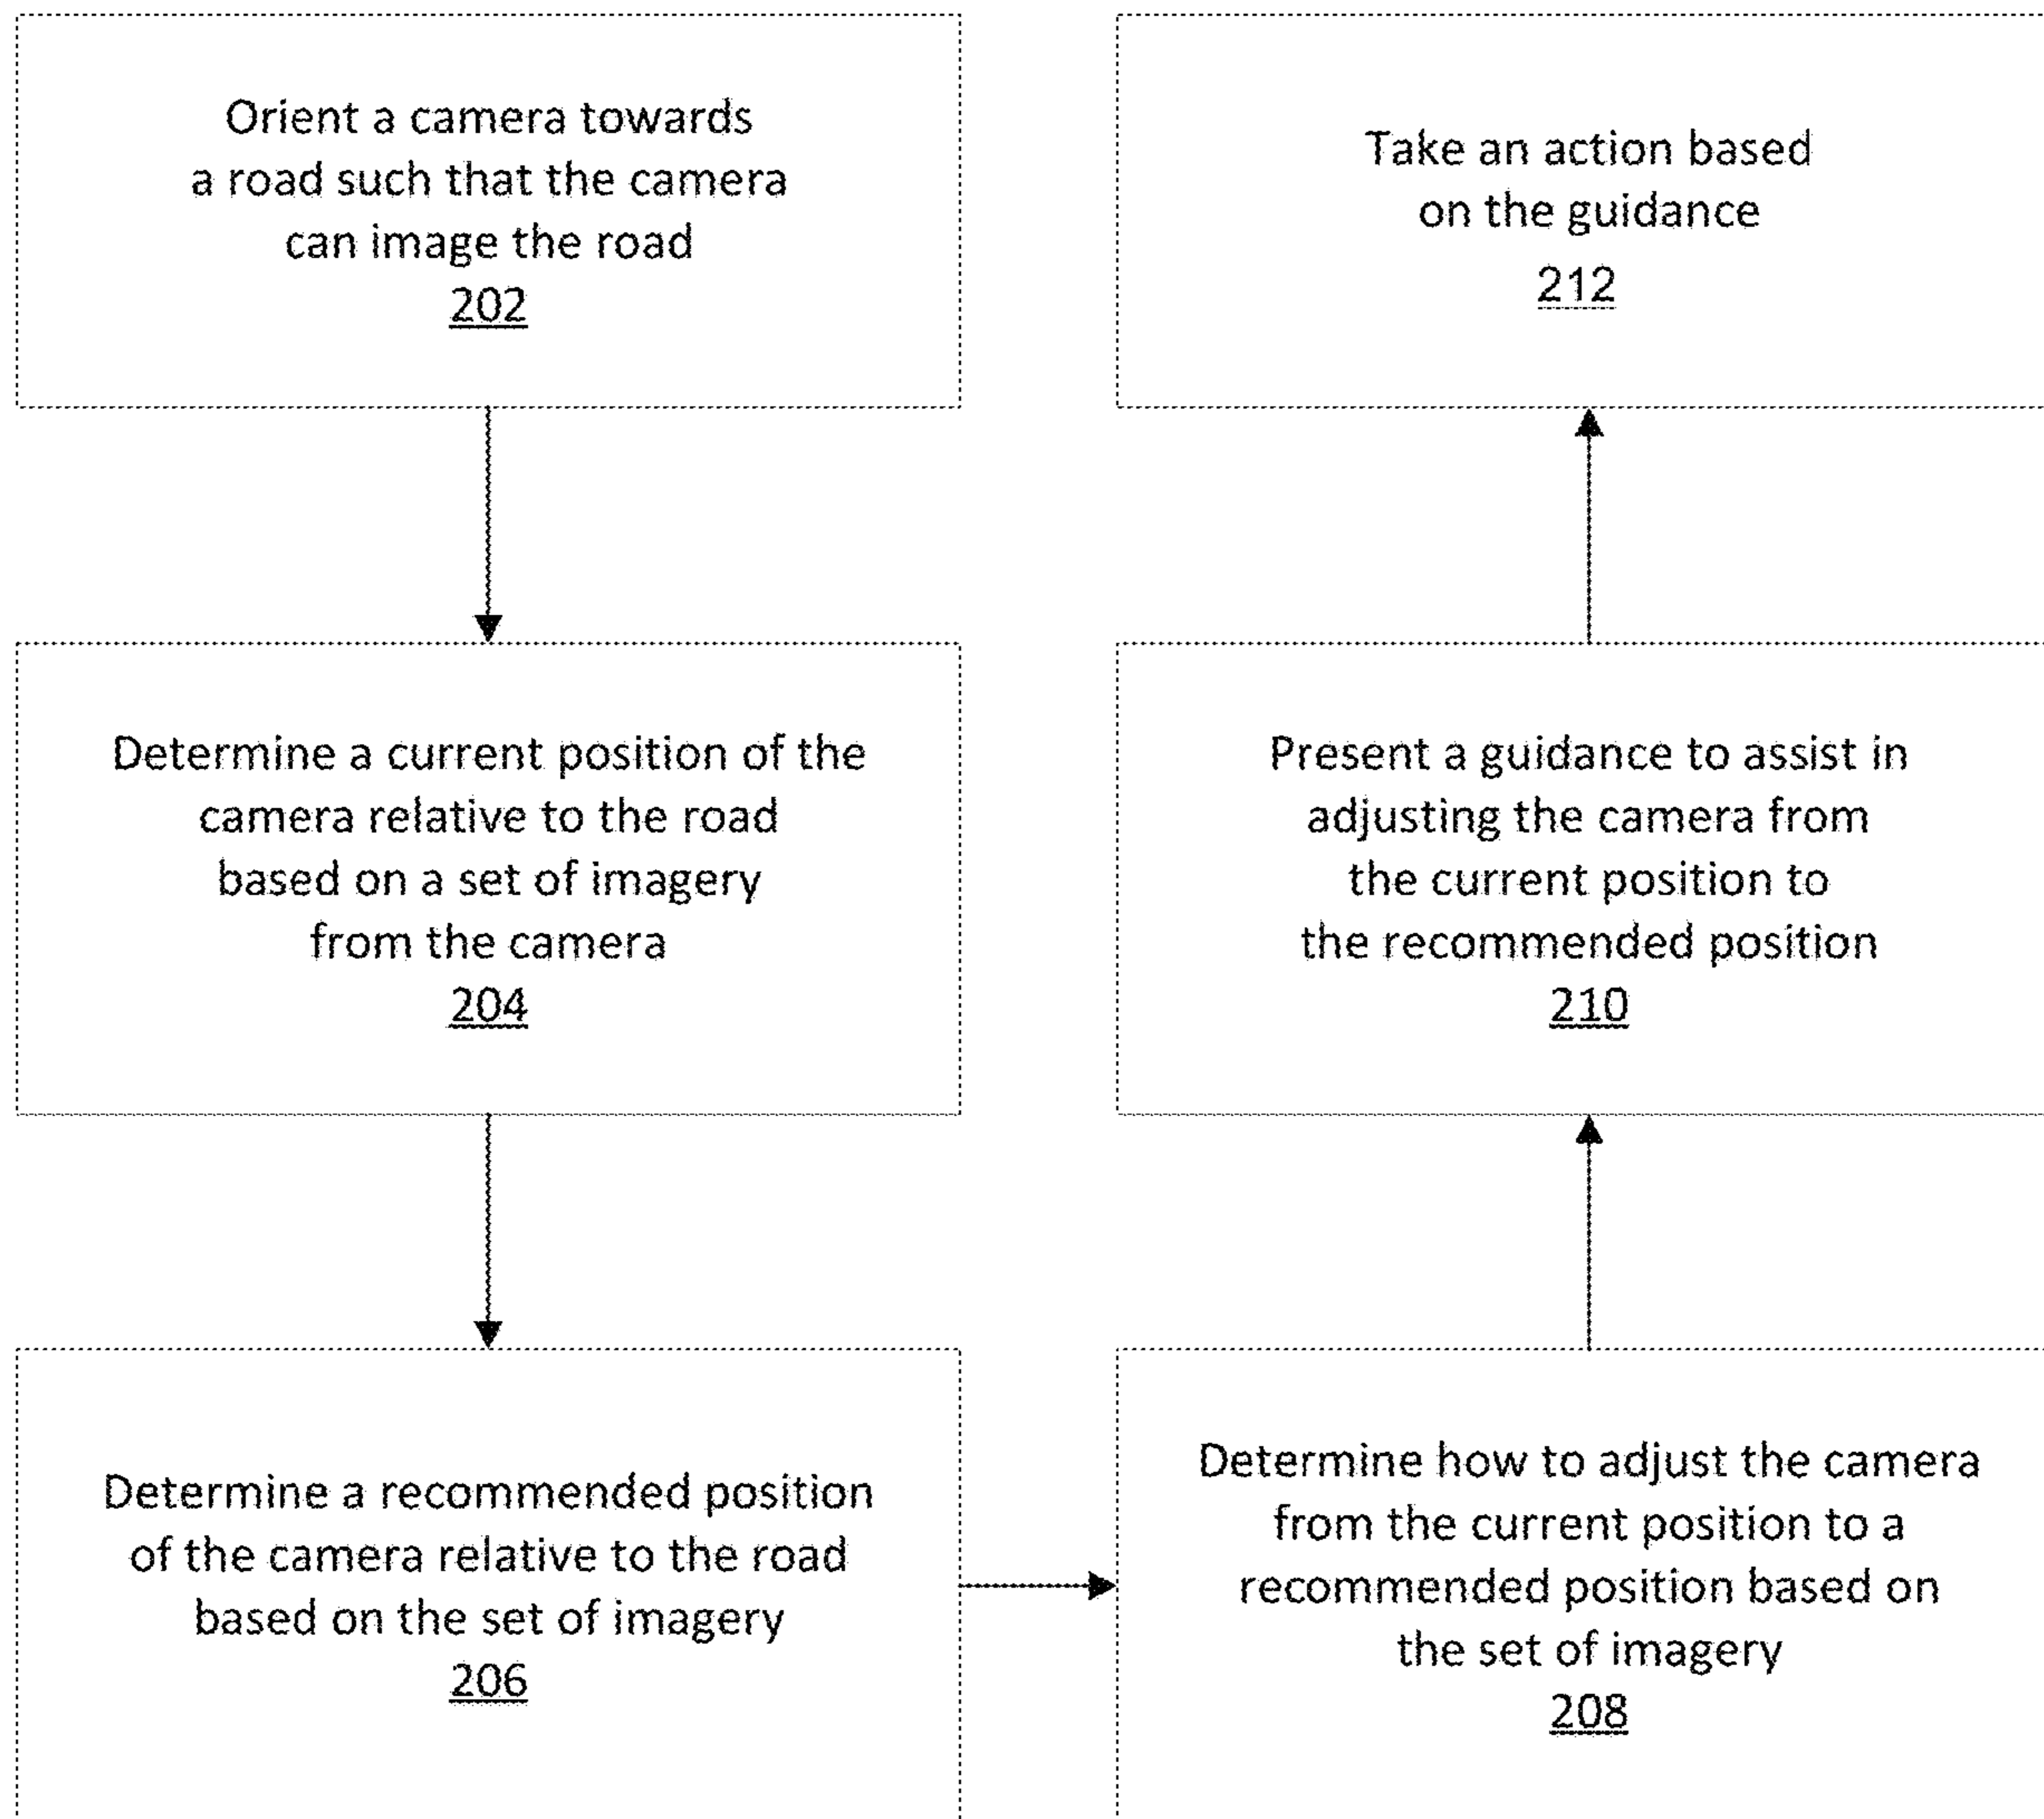 Orient a camera towards
a road such that the camera
can image the road
202
Determine a current position of the
camera relative to the road
based on a set of imagery
from the camera
204
Determine a recommended position
of the camera relative to the road
based on the set of imagery
206
Determine how to adjust the camera
from the current position to a
recommended position based on
the set of imagery
208
Present a guidance to assist in
adjusting the camera from
the current position to
the recommended position
210
Take an action based
on the guidance
212